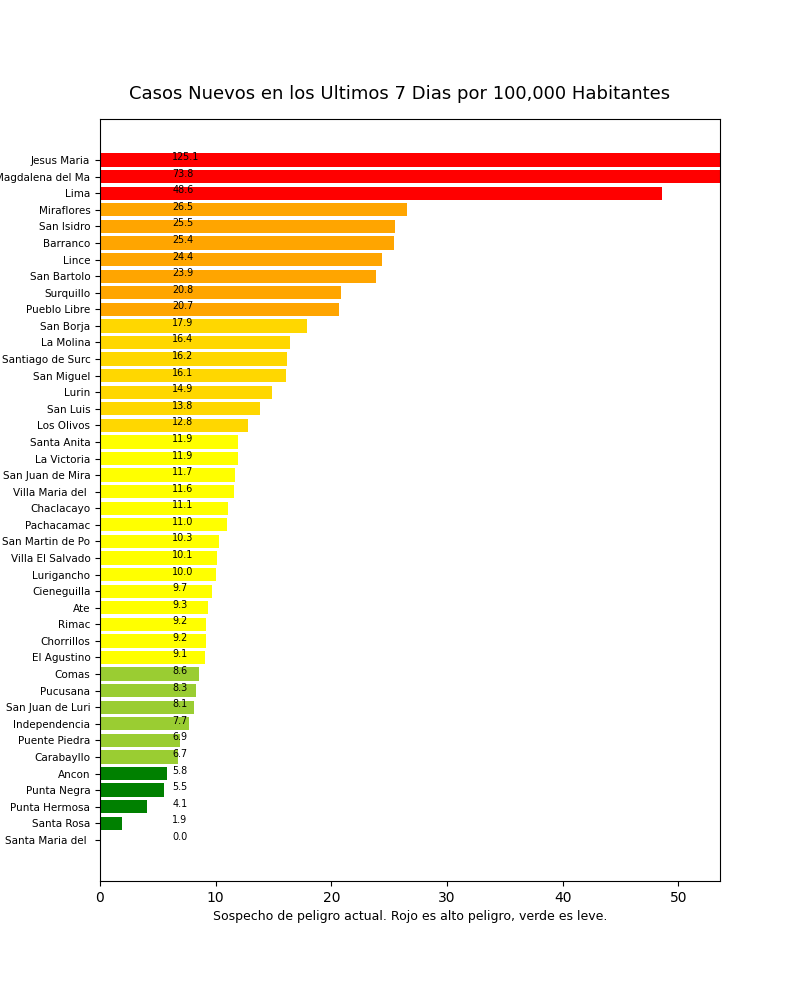 Casos Nuevos en los Ultimos 7 Dias por 100,000 Habitantes
Jesus Maria 125.1
Magdalena del Ma 73.8
Lima 48.6
Miraflores 26.5
San Isidro 25.5
Barranco 25.4
Lince 24.4
San Bartolo 23.9
Surquillo 20.8
Pueblo Libre 20.7
San Borja 17.9
La Molina 16.4
Santiago de Surc 16.2
San Miguel 16.1
Lurin 14.9
San Luis 13.8
Los Olivos 12.8
Santa Anita 11.9
La Victoria 11.9
San Juan de Mira 11.7
Villa Maria del 11.6
Chaclacayo 11.1
Pachacamac 11.0
San Martin de Po 10.3
Villa El Salvado 10.1
Lurigancho 10.0
Cieneguilla 9.7
Ate 9.3
Rimac 9.2
Chorrillos 9.2
El Agustino 9.1
Comas 8.6
Pucusana 8.3
San Juan de Luri 8.1
Independencia 7.7
Puente Piedra 6.9
Carabayllo 6.7
Ancon 5.8
Punta Negra 5.5
Punta Hermosa 4.1
Santa Rosa 1.9
Santa Maria del 0.0
0 10 20 30 40 50
Sospecho de peligro actual. Rojo es alto peligro, verde es leve.